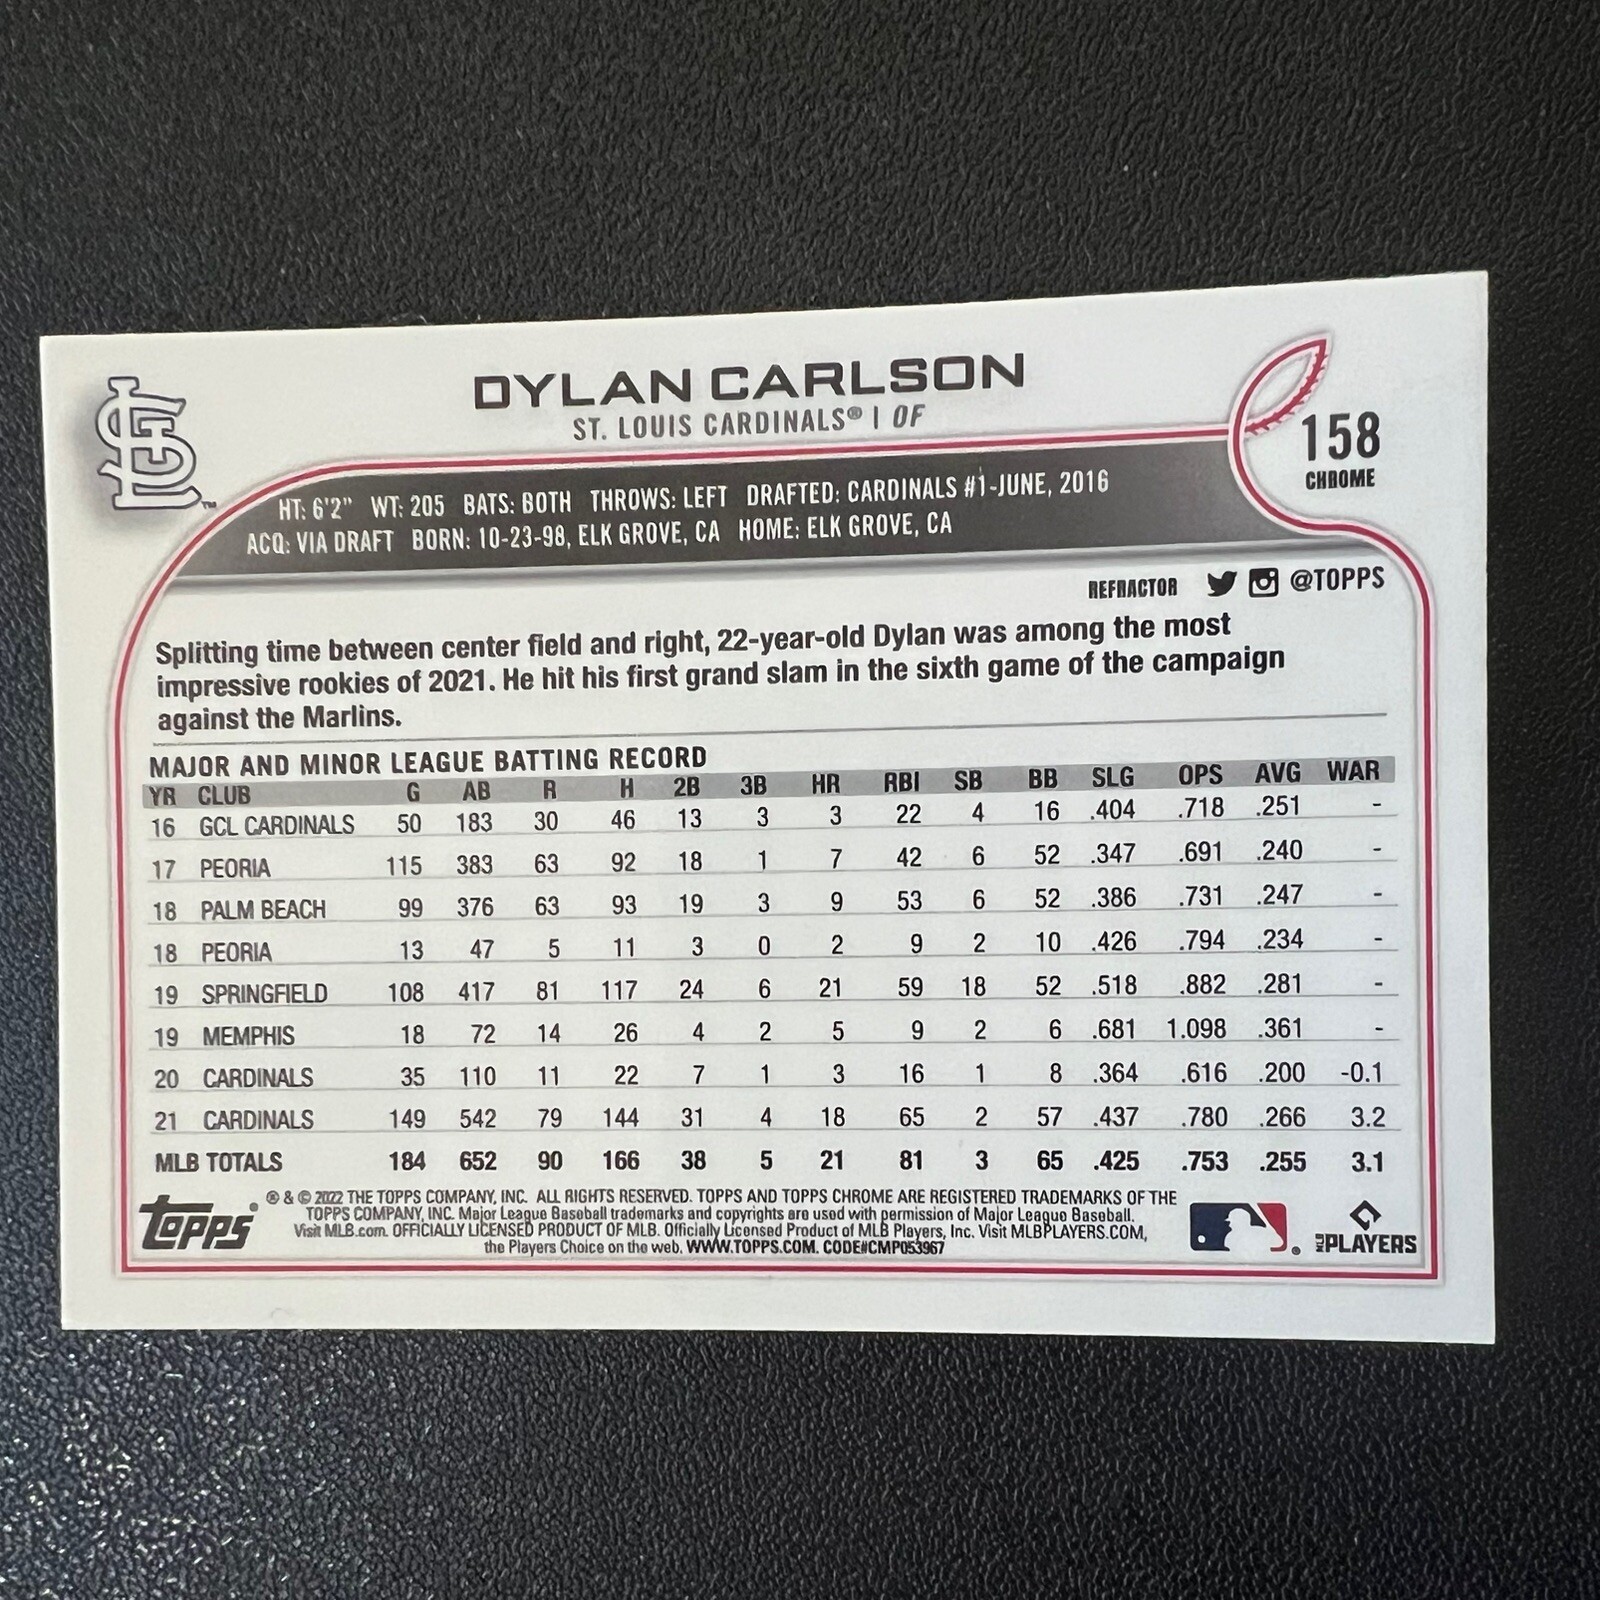 STL™
DYLAN CARLSON
ST. LOUIS CARDINALS® | OF
158
CHROME
HT: 6'2" WT: 205 BATS: BOTH THROWS: LEFT DRAFTED: CARDINALS #1-JUNE, 2016
ACQ: VIA DRAFT BORN: 10-23-98, ELK GROVE, CA HOME: ELK GROVE, CA
REFRACTOR @TOPPS
Splitting time between center field and right, 22-year-old Dylan was among the most
impressive rookies of 2021. He hit his first grand slam in the sixth game of the campaign
against the Marlins.
MAJOR AND MINOR LEAGUE BATTING RECORD
YR CLUB G AB R H 2B 3B HR RBI SB BB SLG OPS AVG WAR
16 GCL CARDINALS 50 183 30 46 13 3 3 22 4 16 .404 .718 .251 -
17 PEORIA 115 383 63 92 18 1 7 42 6 52 .347 .691 .240 -
18 PALM BEACH 99 376 63 93 19 3 9 53 6 52 .386 .731 .247 -
18 PEORIA 13 47 5 11 3 0 2 9 2 10 .426 .794 .234 -
19 SPRINGFIELD 108 417 81 117 24 6 21 59 18 52 .518 .882 .281 -
19 MEMPHIS 18 72 14 26 4 2 5 9 2 6 .681 1.098 .361 -
20 CARDINALS 35 110 11 22 7 1 3 16 1 8 .364 .616 .200 -0.1
21 CARDINALS 149 542 79 144 31 4 18 65 2 57 .437 .780 .266 3.2
MLB TOTALS 184 652 90 166 38 5 21 81 3 65 .425 .753 .255 3.1
topps®
® & © 2022 THE TOPPS COMPANY, INC. ALL RIGHTS RESERVED. TOPPS AND TOPPS CHROME ARE REGISTERED TRADEMARKS OF THE
TOPPS COMPANY, INC. Major League Baseball trademarks and copyrights are used with permission of Major League Baseball.
Visit MLB.com. OFFICIALLY LICENSED PRODUCT OF MLB. Officially Licensed Product of MLB Players, Inc. Visit MLBPLAYERS.COM,
the Players Choice on the web. WWW.TOPPS.COM. CODE#CMP053967
MLB PLAYERS